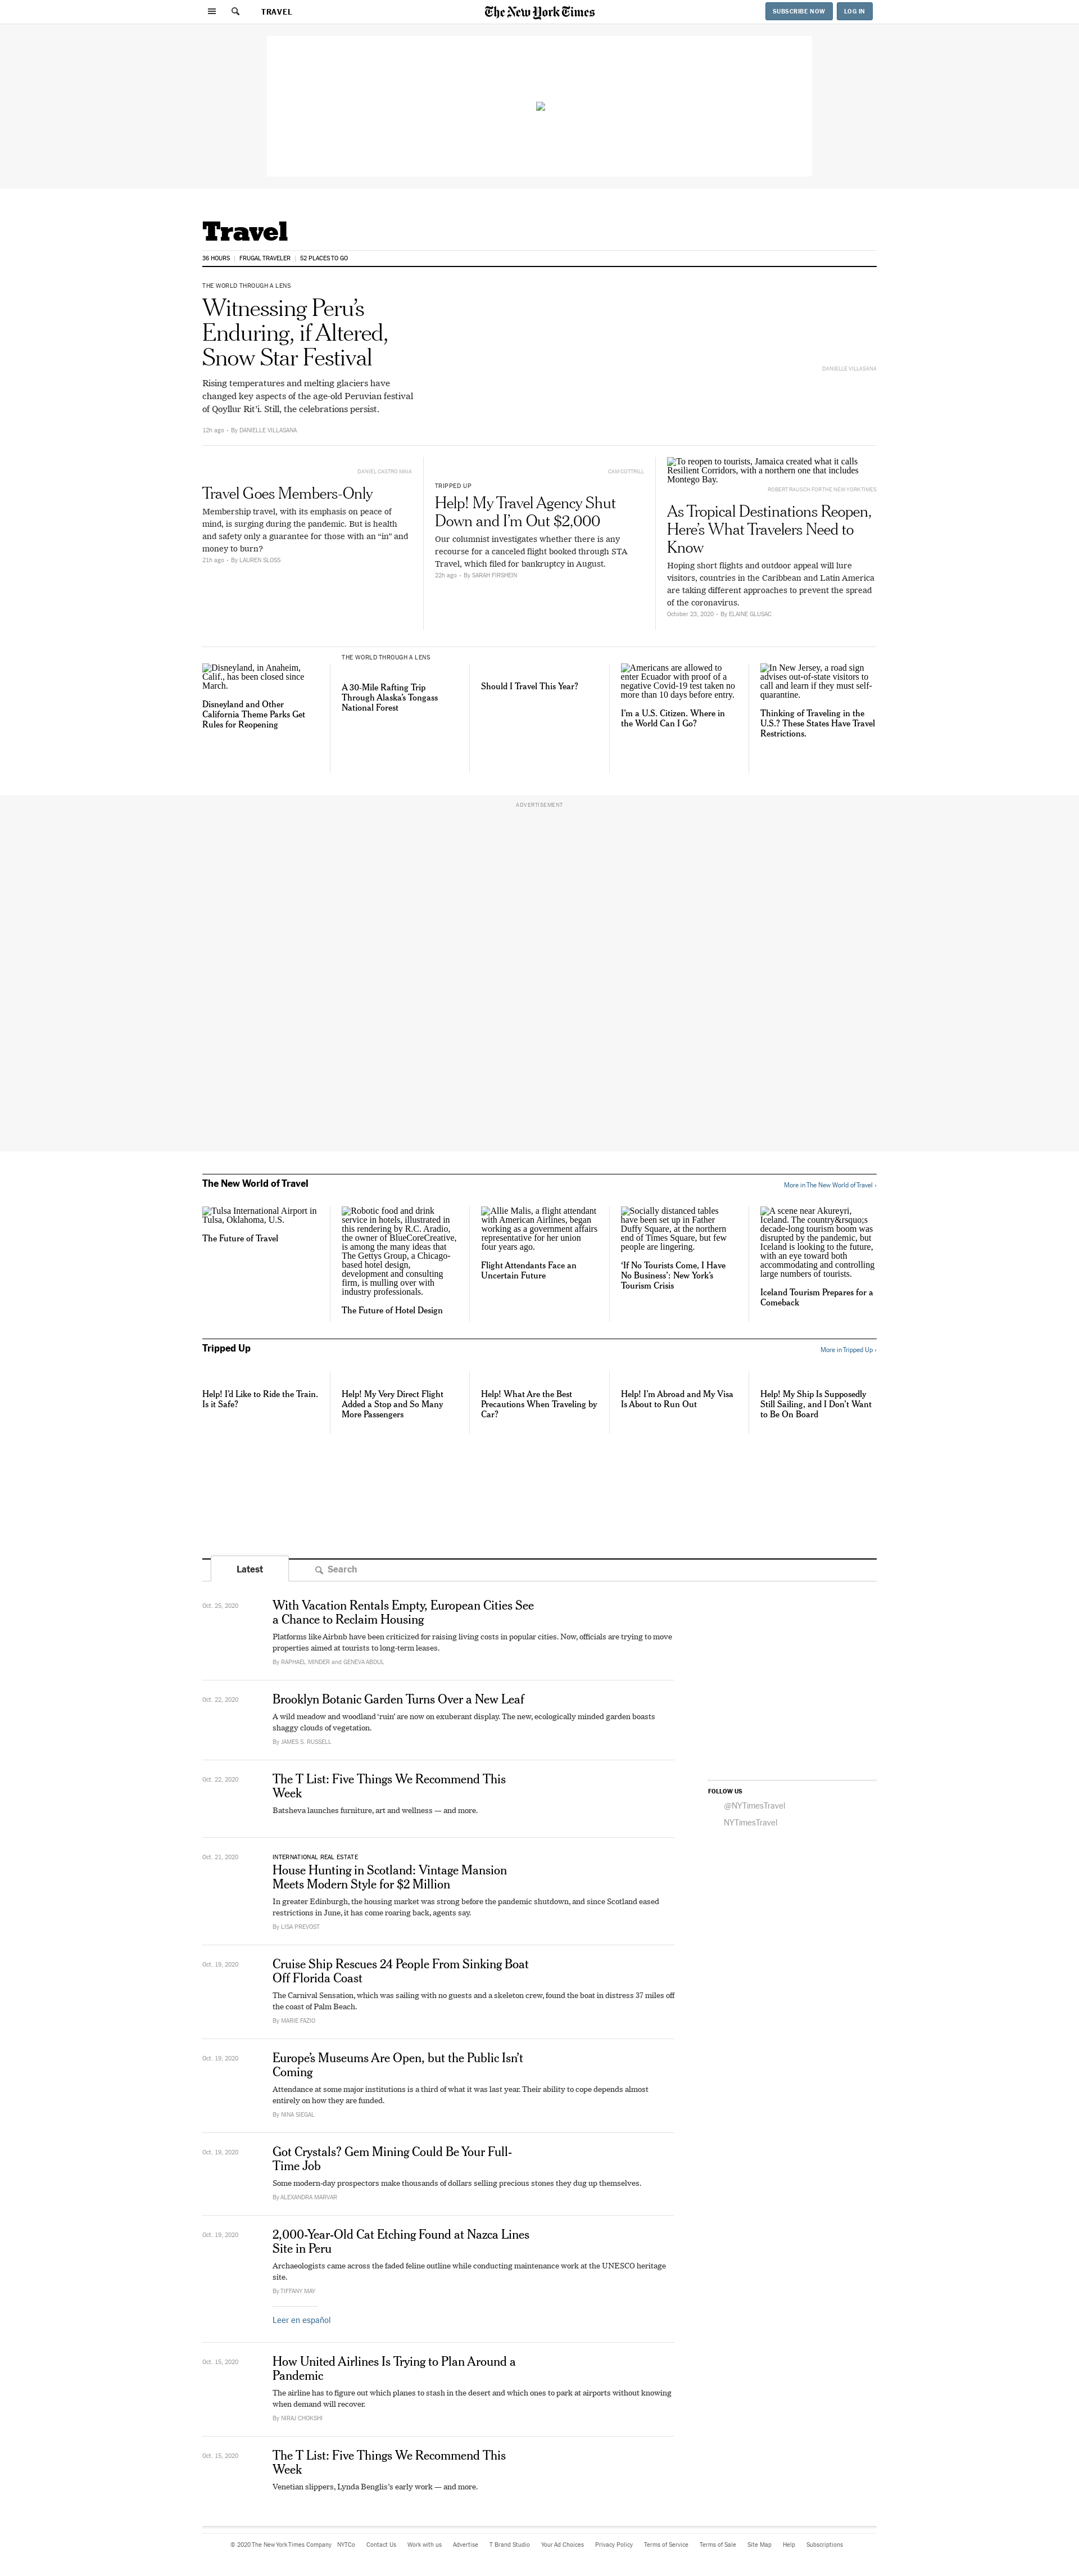 TRAVEL
The New York Times
SUBSCRIBE NOW
LOG IN
Travel
36 HOURS
FRUGAL TRAVELER
52 PLACES TO GO
THE WORLD THROUGH A LENS
Witnessing Peru’s
Enduring, if Altered,
Snow Star Festival
Rising temperatures and melting glaciers have
changed key aspects of the age-old Peruvian festival
of Qoyllur Rit’i. Still, the celebrations persist.
12h ago • By DANIELLE VILLASANA
DANIELLE VILLASANA
DANIEL CASTRO MAIA
Travel Goes Members-Only
Membership travel, with its emphasis on peace of
mind, is surging during the pandemic. But is health
and safety only a guarantee for those with an “in” and
money to burn?
21h ago • By LAUREN SLOSS
CAM COTTRILL
TRIPPED UP
Help! My Travel Agency Shut
Down and I’m Out $2,000
Our columnist investigates whether there is any
recourse for a canceled flight booked through STA
Travel, which filed for bankruptcy in August.
22h ago • By SARAH FIRSHEIN
To reopen to tourists, Jamaica created what it calls
Resilient Corridors, with a northern one that includes
Montego Bay.
ROBERT RAUSCH FOR THE NEW YORK TIMES
As Tropical Destinations Reopen,
Here’s What Travelers Need to
Know
Hoping short flights and outdoor appeal will lure
visitors, countries in the Caribbean and Latin America
are taking different approaches to prevent the spread
of the coronavirus.
October 23, 2020 • By ELAINE GLUSAC
Disneyland, in Anaheim,
Calif., has been closed since
March.
Disneyland and Other
California Theme Parks Get
Rules for Reopening
THE WORLD THROUGH A LENS
A 30-Mile Rafting Trip
Through Alaska’s Tongass
National Forest
Should I Travel This Year?
Americans are allowed to
enter Ecuador with proof of a
negative Covid-19 test taken no
more than 10 days before entry.
I’m a U.S. Citizen. Where in
the World Can I Go?
In New Jersey, a road sign
advises out-of-state visitors to
call and learn if they must self-
quarantine.
Thinking of Traveling in the
U.S.? These States Have Travel
Restrictions.
ADVERTISEMENT
The New World of Travel
More in The New World of Travel ›
Tulsa International Airport in
Tulsa, Oklahoma, U.S.
The Future of Travel
Robotic food and drink
service in hotels, illustrated in
this rendering by R.C. Aradio,
the owner of BlueCoreCreative,
is among the many ideas that
The Gettys Group, a Chicago-
based hotel design,
development and consulting
firm, is mulling over with
industry professionals.
The Future of Hotel Design
Allie Malis, a flight attendant
with American Airlines, began
working as a government affairs
representative for her union
four years ago.
Flight Attendants Face an
Uncertain Future
Socially distanced tables
have been set up in Father
Duffy Square, at the northern
end of Times Square, but few
people are lingering.
‘If No Tourists Come, I Have
No Business’: New York’s
Tourism Crisis
A scene near Akureyri,
Iceland. The country&rsquo;s
decade-long tourism boom was
disrupted by the pandemic, but
Iceland is looking to the future,
with an eye toward both
accommodating and controlling
large numbers of tourists.
Iceland Tourism Prepares for a
Comeback
Tripped Up
More in Tripped Up ›
Help! I’d Like to Ride the Train.
Is it Safe?
Help! My Very Direct Flight
Added a Stop and So Many
More Passengers
Help! What Are the Best
Precautions When Traveling by
Car?
Help! I’m Abroad and My Visa
Is About to Run Out
Help! My Ship Is Supposedly
Still Sailing, and I Don’t Want
to Be On Board
Latest
Search
Oct. 25, 2020
With Vacation Rentals Empty, European Cities See
a Chance to Reclaim Housing
Platforms like Airbnb have been criticized for raising living costs in popular cities. Now, officials are trying to move
properties aimed at tourists to long-term leases.
By RAPHAEL MINDER and GENEVA ABDUL
Oct. 22, 2020
Brooklyn Botanic Garden Turns Over a New Leaf
A wild meadow and woodland ‘ruin’ are now on exuberant display. The new, ecologically minded garden boasts
shaggy clouds of vegetation.
By JAMES S. RUSSELL
Oct. 22, 2020
The T List: Five Things We Recommend This
Week
Batsheva launches furniture, art and wellness — and more.
FOLLOW US
@NYTimesTravel
NYTimesTravel
Oct. 21, 2020
INTERNATIONAL REAL ESTATE
House Hunting in Scotland: Vintage Mansion
Meets Modern Style for $2 Million
In greater Edinburgh, the housing market was strong before the pandemic shutdown, and since Scotland eased
restrictions in June, it has come roaring back, agents say.
By LISA PREVOST
Oct. 19, 2020
Cruise Ship Rescues 24 People From Sinking Boat
Off Florida Coast
The Carnival Sensation, which was sailing with no guests and a skeleton crew, found the boat in distress 37 miles off
the coast of Palm Beach.
By MARIE FAZIO
Oct. 19, 2020
Europe’s Museums Are Open, but the Public Isn’t
Coming
Attendance at some major institutions is a third of what it was last year. Their ability to cope depends almost
entirely on how they are funded.
By NINA SIEGAL
Oct. 19, 2020
Got Crystals? Gem Mining Could Be Your Full-
Time Job
Some modern-day prospectors make thousands of dollars selling precious stones they dug up themselves.
By ALEXANDRA MARVAR
Oct. 19, 2020
2,000-Year-Old Cat Etching Found at Nazca Lines
Site in Peru
Archaeologists came across the faded feline outline while conducting maintenance work at the UNESCO heritage
site.
By TIFFANY MAY
Leer en español
Oct. 15, 2020
How United Airlines Is Trying to Plan Around a
Pandemic
The airline has to figure out which planes to stash in the desert and which ones to park at airports without knowing
when demand will recover.
By NIRAJ CHOKSHI
Oct. 15, 2020
The T List: Five Things We Recommend This
Week
Venetian slippers, Lynda Benglis’s early work — and more.
© 2020 The New York Times Company NYTCo Contact Us Work with us Advertise T Brand Studio Your Ad Choices Privacy Policy Terms of Service Terms of Sale Site Map Help Subscriptions